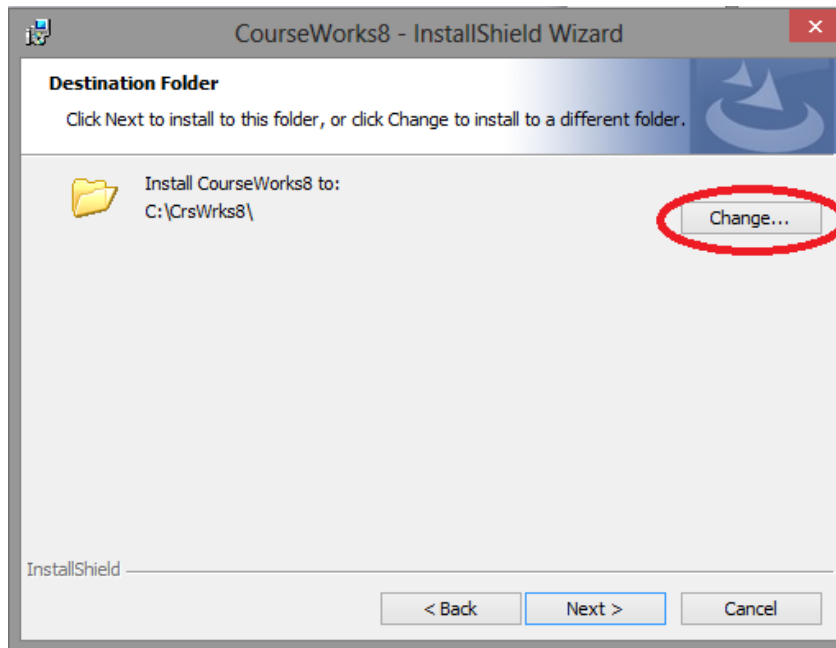 CourseWorks8 - InstallShield Wizard
Destination Folder
Click Next to install to this folder, or click Change to install to a different folder.
Install CourseWorks8 to:
C:\CrsWrks8\
Change...
InstallShield
< Back
Next >
Cancel